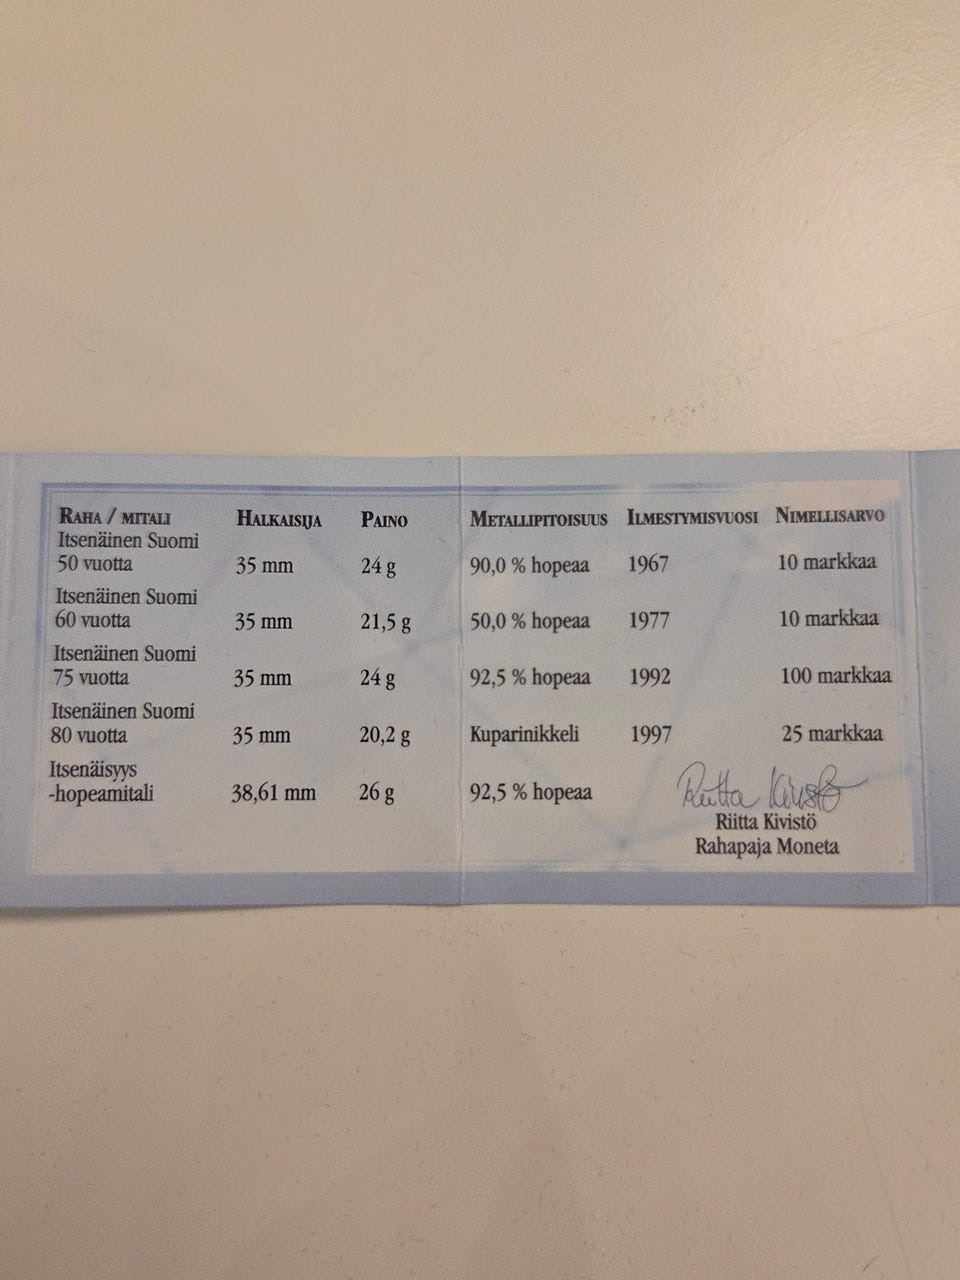 RAHA / MITALI HALKAISIJA PAINO METALLIPITOISUUS ILMESTYMISVUOSI NIMELLISARVO
Itsenäinen Suomi
50 vuotta 35 mm 24 g 90,0 % hopeaa 1967 10 markkaa
Itsenäinen Suomi
60 vuotta 35 mm 21,5 g 50,0 % hopeaa 1977 10 markkaa
Itsenäinen Suomi
75 vuotta 35 mm 24 g 92,5 % hopeaa 1992 100 markkaa
Itsenäinen Suomi
80 vuotta 35 mm 20,2 g Kuparinikkeli 1997 25 markkaa
Itsenäisyys
-hopeamitali 38,61 mm 26 g 92,5 % hopeaa
Riitta Kivistö
Riitta Kivistö
Rahapaja Moneta